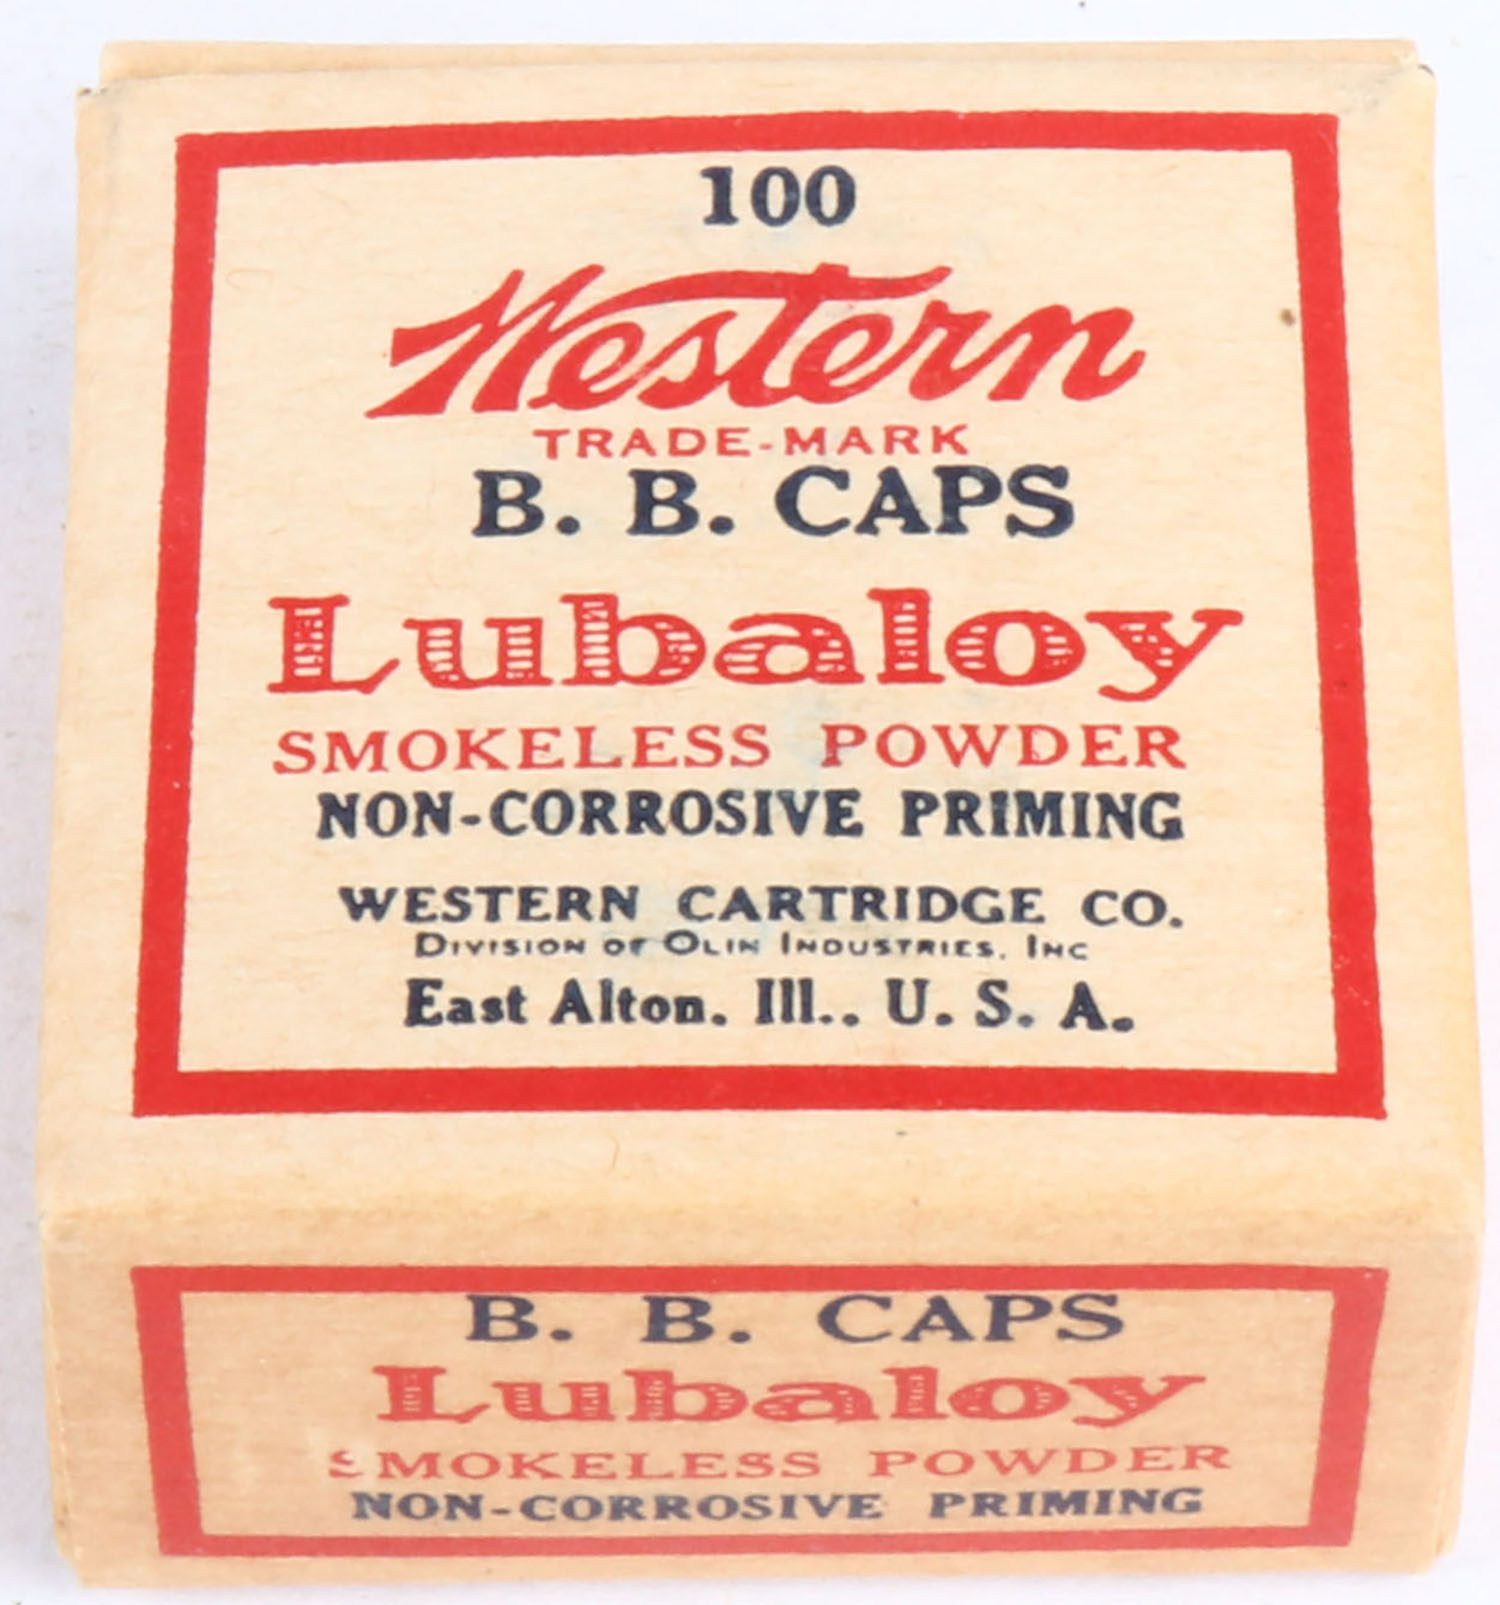 100
Western
TRADE-MARK
B. B. CAPS
Lubaloy
SMOKELESS POWDER
NON-CORROSIVE PRIMING
WESTERN CARTRIDGE CO.
DIVISION OF OLIN INDUSTRIES, INC
East Alton, Ill., U. S. A.
B. B. CAPS
Lubaloy
SMOKELESS POWDER
NON-CORROSIVE PRIMING